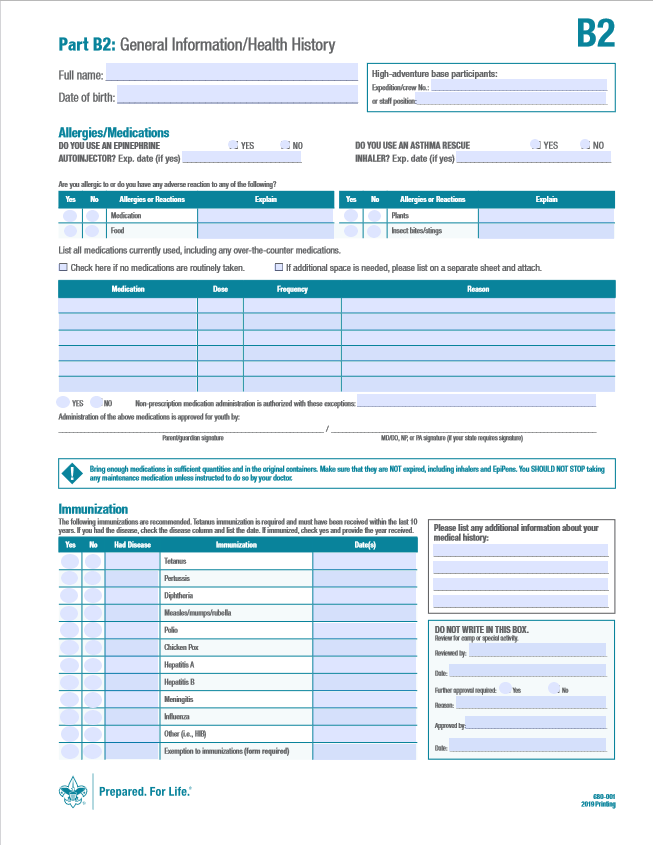 B2
Part B2: General Information/Health History
Full name:
Date of birth:
High-adventure base participants:
Expedition/crew No.:
or staff position:
Allergies/Medications
DO YOU USE AN EPINEPHRINE YES NO
AUTOINJECTOR? Exp. date (if yes)
DO YOU USE AN ASTHMA RESCUE YES NO
INHALER? Exp. date (if yes)
Are you allergic to or do you have any adverse reaction to any of the following?
Yes No Allergies or Reactions Explain Yes No Allergies or Reactions Explain
Medication Plants
Food Insect bites/stings
List all medications currently used, including any over-the-counter medications.
Check here if no medications are routinely taken. If additional space is needed, please list on a separate sheet and attach.
Medication Dose Frequency Reason
YES NO Non-prescription medication administration is authorized with these exceptions:
Administration of the above medications is approved for youth by:
/
Parent/guardian signature MD/DO, NP, or PA signature (if your state requires signature)
! Bring enough medications in sufficient quantities and in the original containers. Make sure that they are NOT expired, including inhalers and EpiPens. You SHOULD NOT STOP taking
any maintenance medication unless instructed to do so by your doctor.
Immunization
The following immunizations are recommended. Tetanus immunization is required and must have been received within the last 10
years. If you had the disease, check the disease column and list the date. If immunized, check yes and provide the year received.
Yes No Had Disease Immunization Date(s)
Tetanus
Pertussis
Diphtheria
Measles/mumps/rubella
Polio
Chicken Pox
Hepatitis A
Hepatitis B
Meningitis
Influenza
Other (i.e., HIB)
Exemption to immunizations (form required)
Please list any additional information about your
medical history:
DO NOT WRITE IN THIS BOX.
Review for camp or special activity.
Reviewed by:
Date:
Further approval required: Yes No
Reason:
Approved by:
Date:
Prepared. For Life.®
680-001
2019 Printing